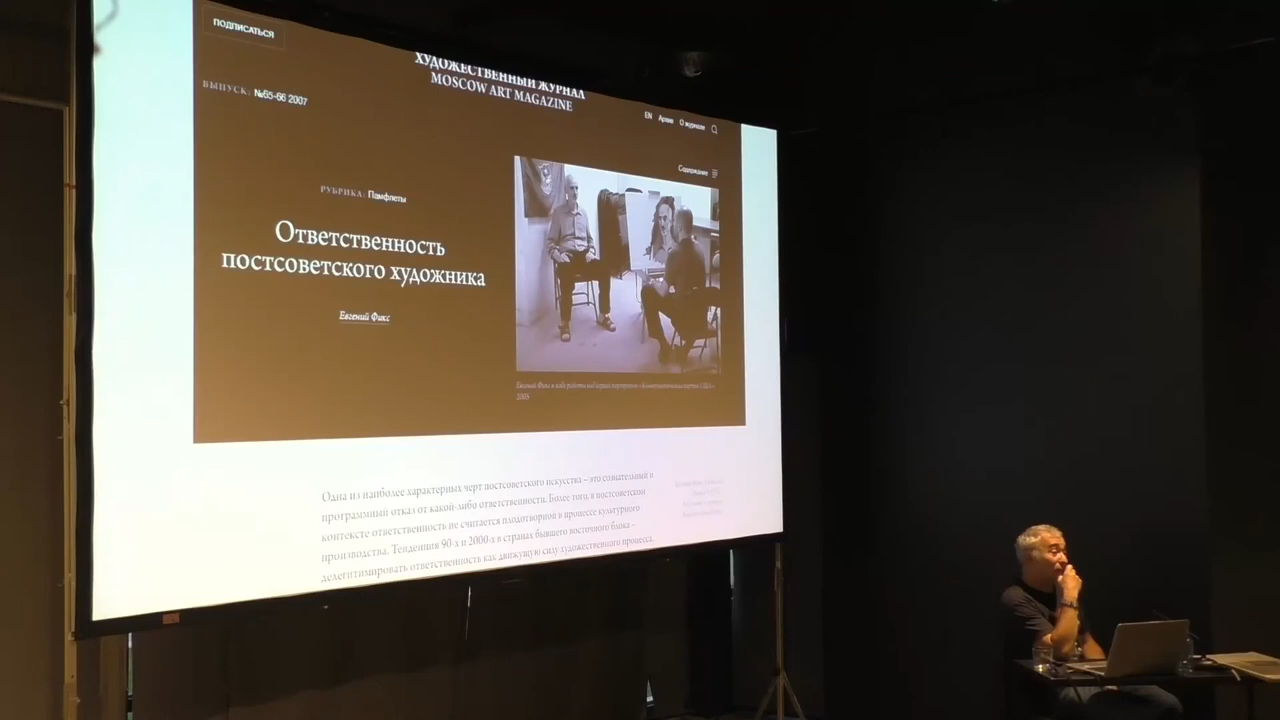 ПОДПИСАТЬСЯ
ХУДОЖЕСТВЕННЫЙ ЖУРНАЛ
MOSCOW ART MAGAZINE
ВЫПУСК: №65-66 2007
EN Архив О журнале
Содержание
РУБРИКА: Памфлеты
Ответственность
постсоветского художника
Евгений Фикс
2005
Одна из наиболее характерных черт постсоветского искусства – это сознательный и
программный отказ от какой-либо ответственности. Более того, в постсоветском
контексте ответственность не считается плодотворной в процессе культурного
производства. Тенденция 90-х и 2000-х в странах бывшего восточного блока –
делегитимировать ответственность как движущую силу художественного процесса.